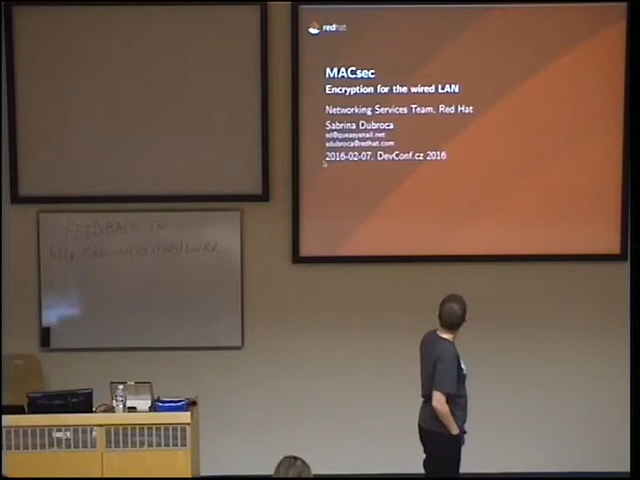 redhat
MACsec
Encryption for the wired LAN
Networking Services Team, Red Hat
Sabrina Dubroca
sd@queasysnail.net
sdubroca@redhat.com
2016-02-07, DevConf.cz 2016
FEEDBACK @